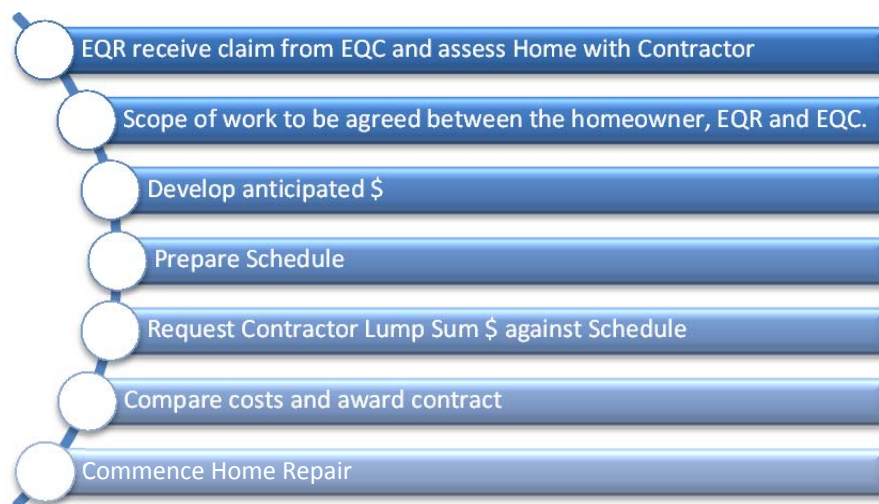 EQR receive claim from EQC and assess Home with Contractor
Scope of work to be agreed between the homeowner, EQR and EQC.
Develop anticipated $
Prepare Schedule
Request Contractor Lump Sum $ against Schedule
Compare costs and award contract
Commence Home Repair